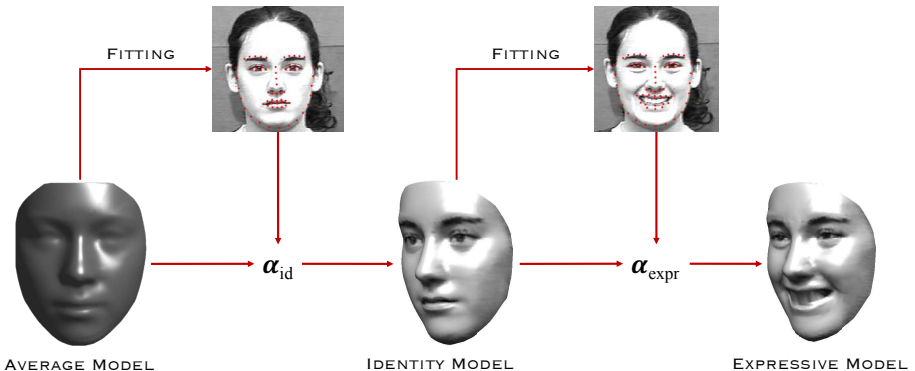 FITTING
FITTING
α_id
α_expr
AVERAGE MODEL
IDENTITY MODEL
EXPRESSIVE MODEL